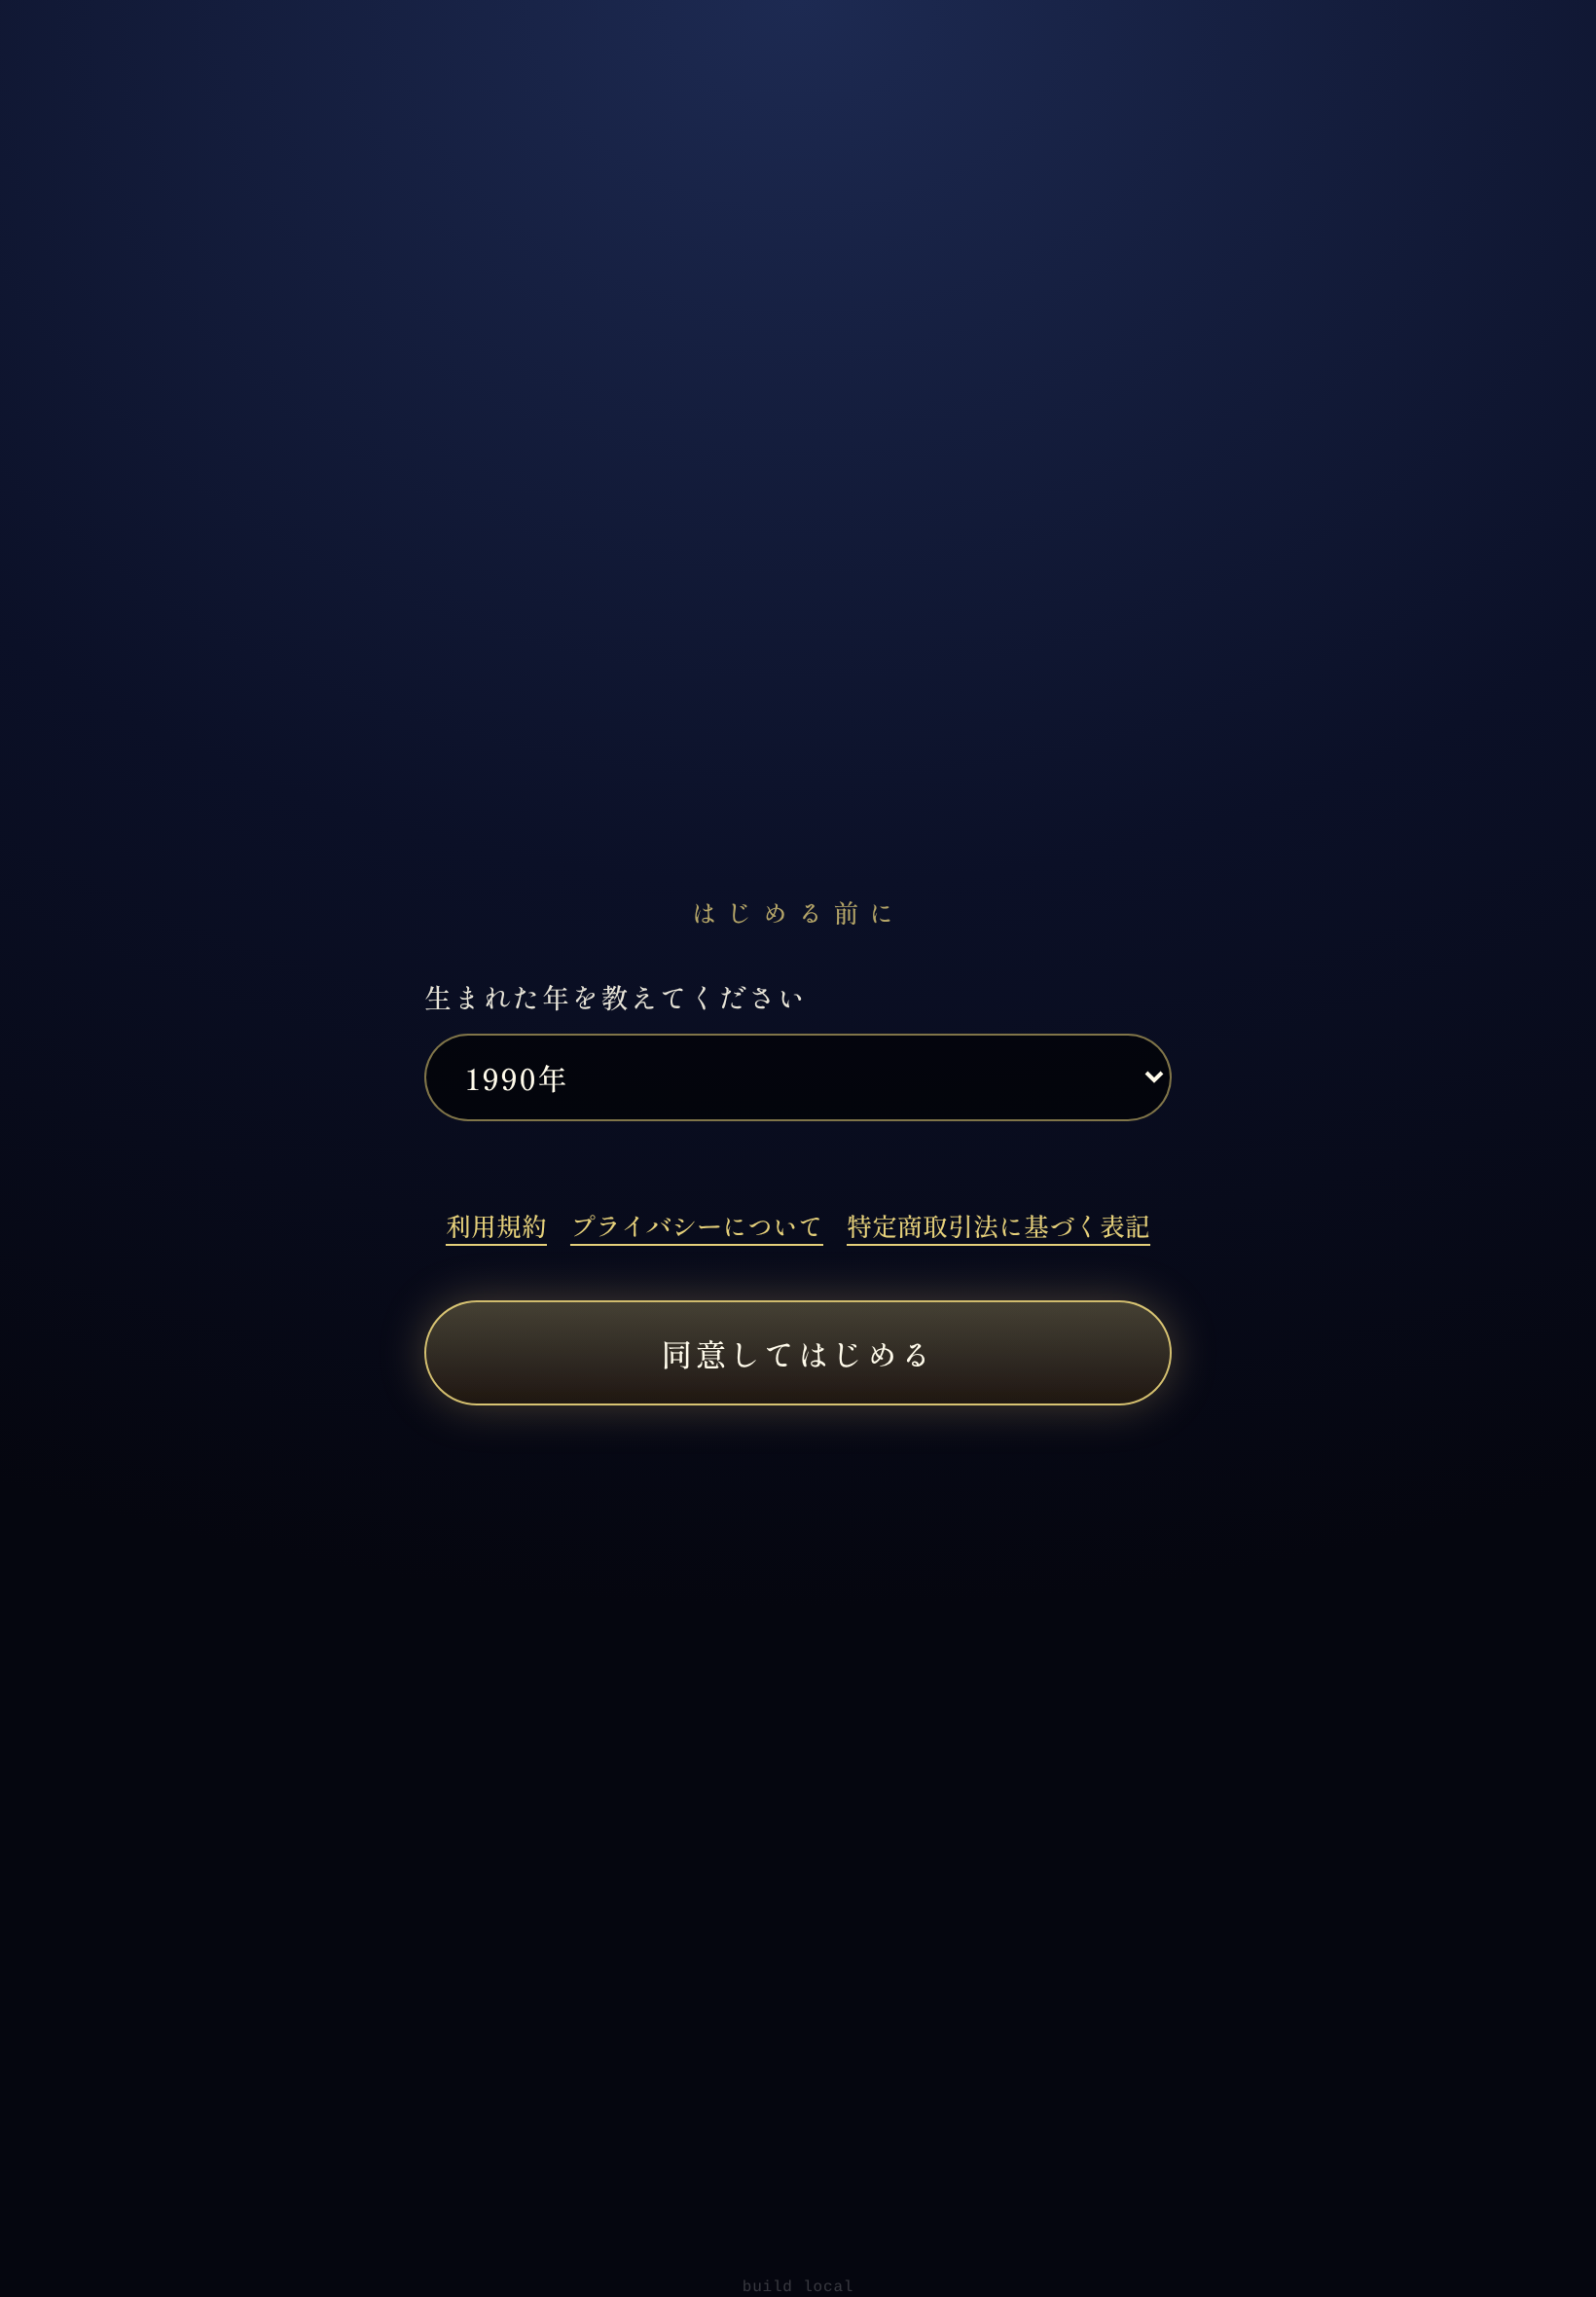 はじめる前に
生まれた年を教えてください
1990年
利用規約 プライバシーについて 特定商取引法に基づく表記
同意してはじめる
build local